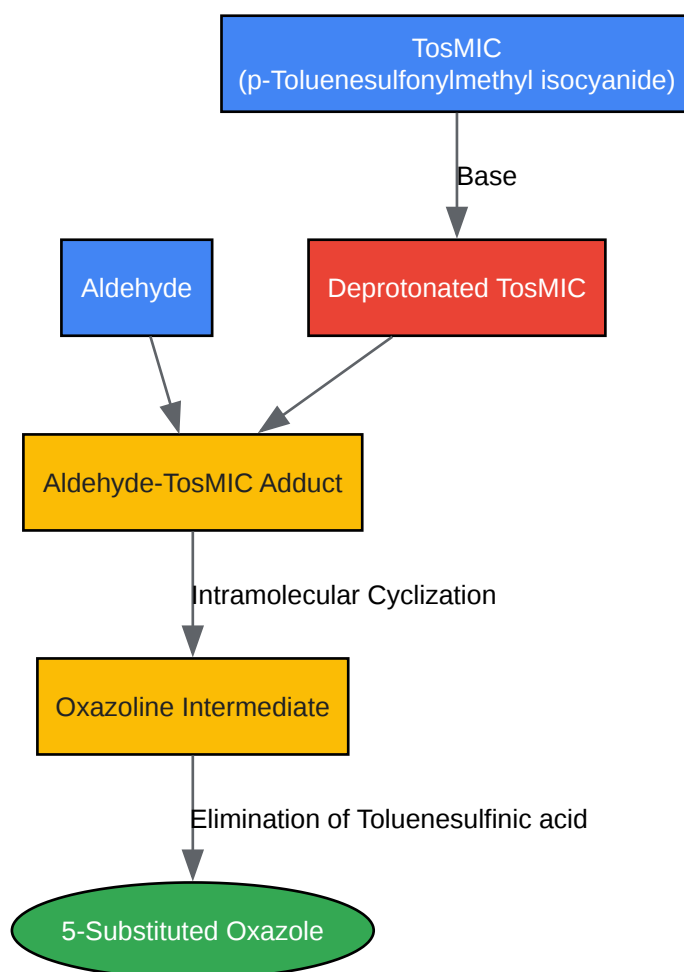 TosMIC
(p-Toluenesulfonylmethyl isocyanide)
Base
Aldehyde
Deprotonated TosMIC
Aldehyde-TosMIC Adduct
Intramolecular Cyclization
Oxazoline Intermediate
Elimination of Toluenesulfinic acid
5-Substituted Oxazole